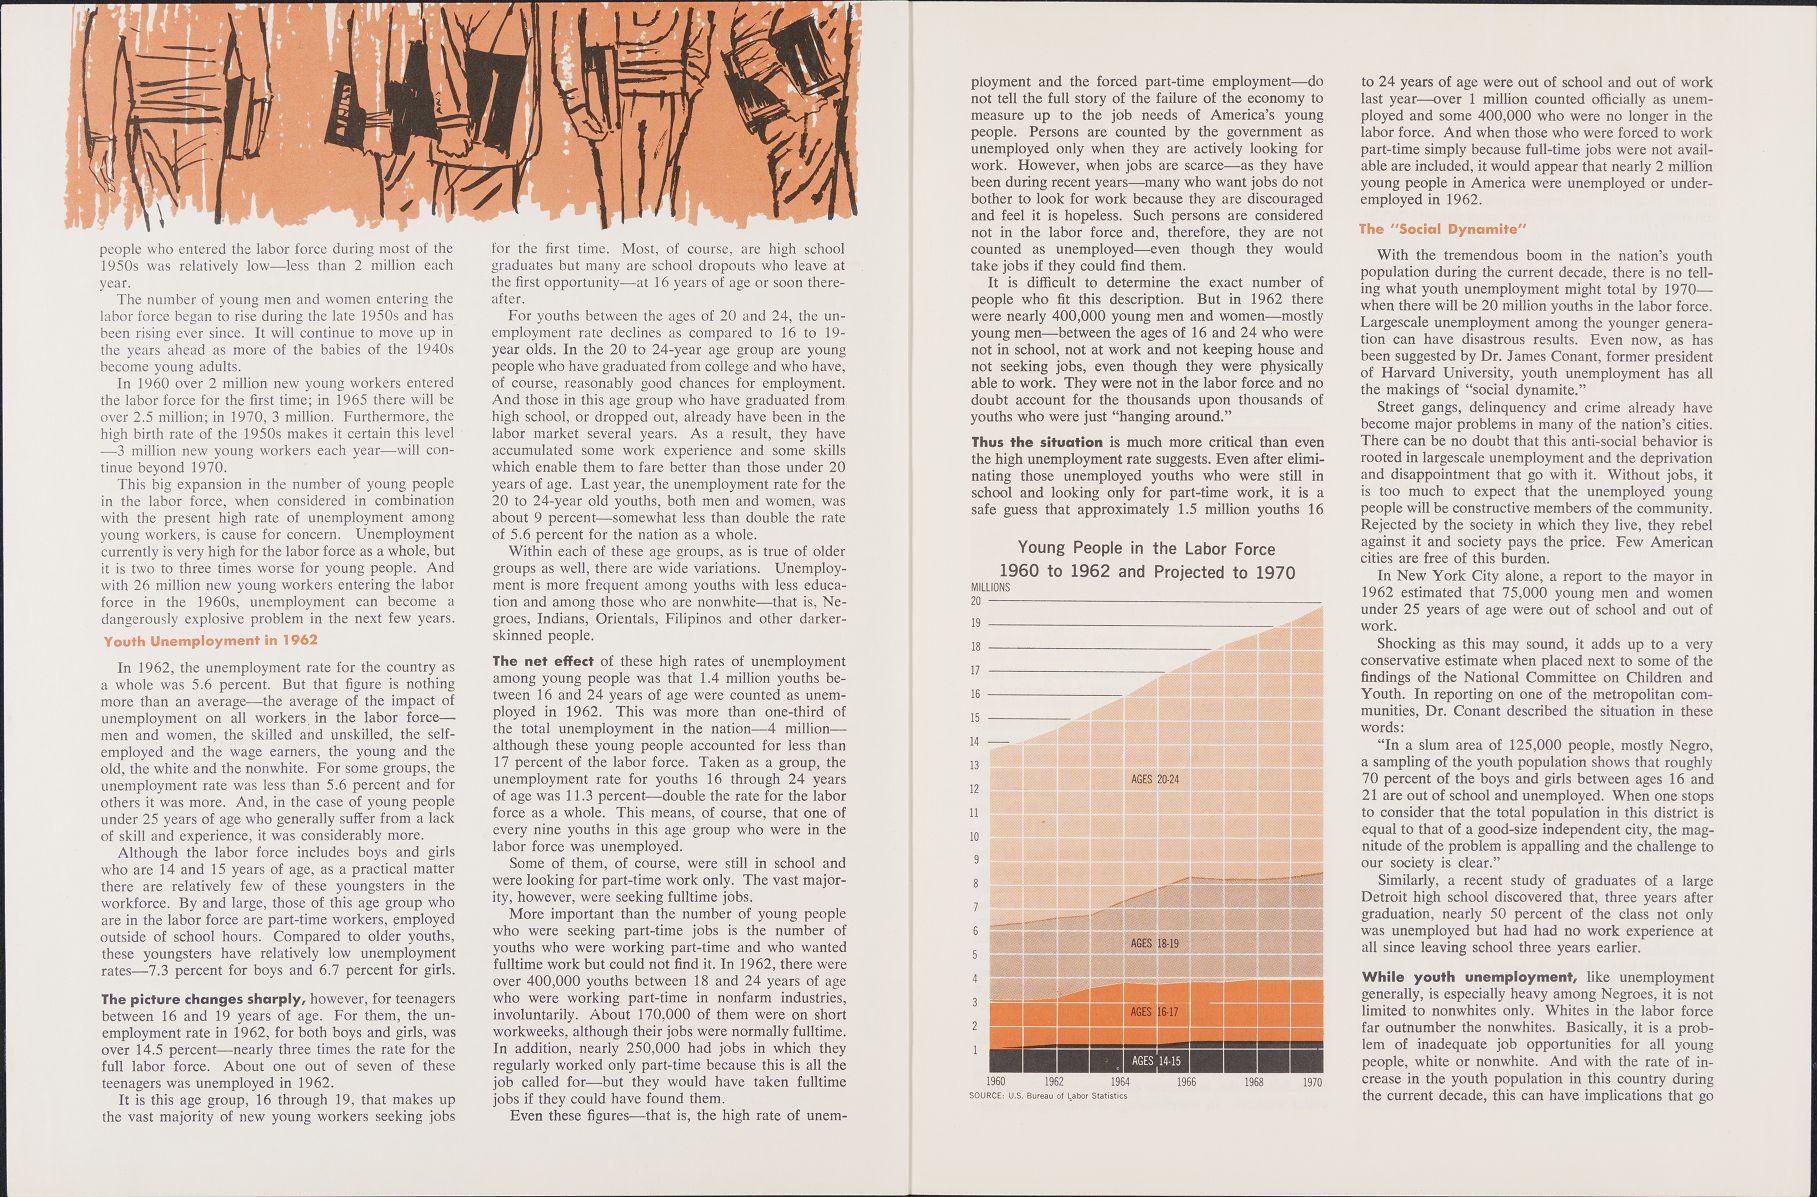 people who entered the labor force during most of the
1950s was relatively low—less than 2 million each
year.
The number of young men and women entering the
labor force began to rise during the late 1950s and has
been rising ever since. It will continue to move up in
the years ahead as more of the babies of the 1940s
become young adults.
In 1960 over 2 million new young workers entered
the labor force for the first time; in 1965 there will be
over 2.5 million; in 1970, 3 million. Furthermore, the
high birth rate of the 1950s makes it certain this level
—3 million new young workers each year—will con-
tinue beyond 1970.
This big expansion in the number of young people
in the labor force, when considered in combination
with the present high rate of unemployment among
young workers, is cause for concern. Unemployment
currently is very high for the labor force as a whole, but
it is two to three times worse for young people. And
with 26 million new young workers entering the labor
force in the 1960s, unemployment can become a
dangerously explosive problem in the next few years.
Youth Unemployment in 1962
In 1962, the unemployment rate for the country as
a whole was 5.6 percent. But that figure is nothing
more than an average—the average of the impact of
unemployment on all workers in the labor force—
men and women, the skilled and unskilled, the self-
employed and the wage earners, the young and the
old, the white and the nonwhite. For some groups, the
unemployment rate was less than 5.6 percent and for
others it was more. And, in the case of young people
under 25 years of age who generally suffer from a lack
of skill and experience, it was considerably more.
Although the labor force includes boys and girls
who are 14 and 15 years of age, as a practical matter
there are relatively few of these youngsters in the
workforce. By and large, those of this age group who
are in the labor force are part-time workers, employed
outside of school hours. Compared to older youths,
these youngsters have relatively low unemployment
rates—7.3 percent for boys and 6.7 percent for girls.
The picture changes sharply, however, for teenagers
between 16 and 19 years of age. For them, the un-
employment rate in 1962, for both boys and girls, was
over 14.5 percent—nearly three times the rate for the
full labor force. About one out of seven of these
teenagers was unemployed in 1962.
It is this age group, 16 through 19, that makes up
the vast majority of new young workers seeking jobs
for the first time. Most, of course, are high school
graduates but many are school dropouts who leave at
the first opportunity—at 16 years of age or soon there-
after.
For youths between the ages of 20 and 24, the un-
employment rate declines as compared to 16 to 19-
year olds. In the 20 to 24-year age group are young
people who have graduated from college and who have,
of course, reasonably good chances for employment.
And those in this age group who have graduated from
high school, or dropped out, already have been in the
labor market several years. As a result, they have
accumulated some work experience and some skills
which enable them to fare better than those under 20
years of age. Last year, the unemployment rate for the
20 to 24-year old youths, both men and women, was
about 9 percent—somewhat less than double the rate
of 5.6 percent for the nation as a whole.
Within each of these age groups, as is true of older
groups as well, there are wide variations. Unemploy-
ment is more frequent among youths with less educa-
tion and among those who are nonwhite—that is, Ne-
groes, Indians, Orientals, Filipinos and other darker-
skinned people.
The net effect of these high rates of unemployment
among young people was that 1.4 million youths be-
tween 16 and 24 years of age were counted as unem-
ployed in 1962. This was more than one-third of
the total unemployment in the nation—4 million—
although these young people accounted for less than
17 percent of the labor force. Taken as a group, the
unemployment rate for youths 16 through 24 years
of age was 11.3 percent—double the rate for the labor
force as a whole. This means, of course, that one of
every nine youths in this age group who were in the
labor force was unemployed.
Some of them, of course, were still in school and
were looking for part-time work only. The vast major-
ity, however, were seeking fulltime jobs.
More important than the number of young people
who were seeking part-time jobs is the number of
youths who were working part-time and who wanted
fulltime work but could not find it. In 1962, there were
over 400,000 youths between 18 and 24 years of age
who were working part-time in nonfarm industries,
involuntarily. About 170,000 of them were on short
workweeks, although their jobs were normally fulltime.
In addition, nearly 250,000 had jobs in which they
regularly worked only part-time because this is all the
job called for—but they would have taken fulltime
jobs if they could have found them.
Even these figures—that is, the high rate of unem-
ployment and the forced part-time employment—do
not tell the full story of the failure of the economy to
measure up to the job needs of America's young
people. Persons are counted by the government as
unemployed only when they are actively looking for
work. However, when jobs are scarce—as they have
been during recent years—many who want jobs do not
bother to look for work because they are discouraged
and feel it is hopeless. Such persons are considered
not in the labor force and, therefore, they are not
counted as unemployed—even though they would
take jobs if they could find them.
It is difficult to determine the exact number of
people who fit this description. But in 1962 there
were nearly 400,000 young men and women—mostly
young men—between the ages of 16 and 24 who were
not in school, not at work and not keeping house and
not seeking jobs, even though they were physically
able to work. They were not in the labor force and no
doubt account for the thousands upon thousands of
youths who were just "hanging around."
Thus the situation is much more critical than even
the high unemployment rate suggests. Even after elimi-
nating those unemployed youths who were still in
school and looking only for part-time work, it is a
safe guess that approximately 1.5 million youths 16
Young People in the Labor Force
1960 to 1962 and Projected to 1970
MILLIONS
20
19
18
17
16
15
14
13
12
11
10
9
8
7
6
5
4
3
2
1
AGES 20-24
AGES 18-19
AGES 16-17
AGES 14-15
1960 1962 1964 1966 1968 1970
SOURCE: U.S. Bureau of Labor Statistics
to 24 years of age were out of school and out of work
last year—over 1 million counted officially as unem-
ployed and some 400,000 who were no longer in the
labor force. And when those who were forced to work
part-time simply because full-time jobs were not avail-
able are included, it would appear that nearly 2 million
young people in America were unemployed or under-
employed in 1962.
The "Social Dynamite"
With the tremendous boom in the nation's youth
population during the current decade, there is no tell-
ing what youth unemployment might total by 1970—
when there will be 20 million youths in the labor force.
Largescale unemployment among the younger genera-
tion can have disastrous results. Even now, as has
been suggested by Dr. James Conant, former president
of Harvard University, youth unemployment has all
the makings of "social dynamite."
Street gangs, delinquency and crime already have
become major problems in many of the nation's cities.
There can be no doubt that this anti-social behavior is
rooted in largescale unemployment and the deprivation
and disappointment that go with it. Without jobs, it
is too much to expect that the unemployed young
people will be constructive members of the community.
Rejected by the society in which they live, they rebel
against it and society pays the price. Few American
cities are free of this burden.
In New York City alone, a report to the mayor in
1962 estimated that 75,000 young men and women
under 25 years of age were out of school and out of
work.
Shocking as this may sound, it adds up to a very
conservative estimate when placed next to some of the
findings of the National Committee on Children and
Youth. In reporting on one of the metropolitan com-
munities, Dr. Conant described the situation in these
words:
"In a slum area of 125,000 people, mostly Negro,
a sampling of the youth population shows that roughly
70 percent of the boys and girls between ages 16 and
21 are out of school and unemployed. When one stops
to consider that the total population in this district is
equal to that of a good-size independent city, the mag-
nitude of the problem is appalling and the challenge to
our society is clear."
Similarly, a recent study of graduates of a large
Detroit high school discovered that, three years after
graduation, nearly 50 percent of the class not only
was unemployed but had had no work experience at
all since leaving school three years earlier.
While youth unemployment, like unemployment
generally, is especially heavy among Negroes, it is not
limited to nonwhites only. Whites in the labor force
far outnumber the nonwhites. Basically, it is a prob-
lem of inadequate job opportunities for all young
people, white or nonwhite. And with the rate of in-
crease in the youth population in this country during
the current decade, this can have implications that go